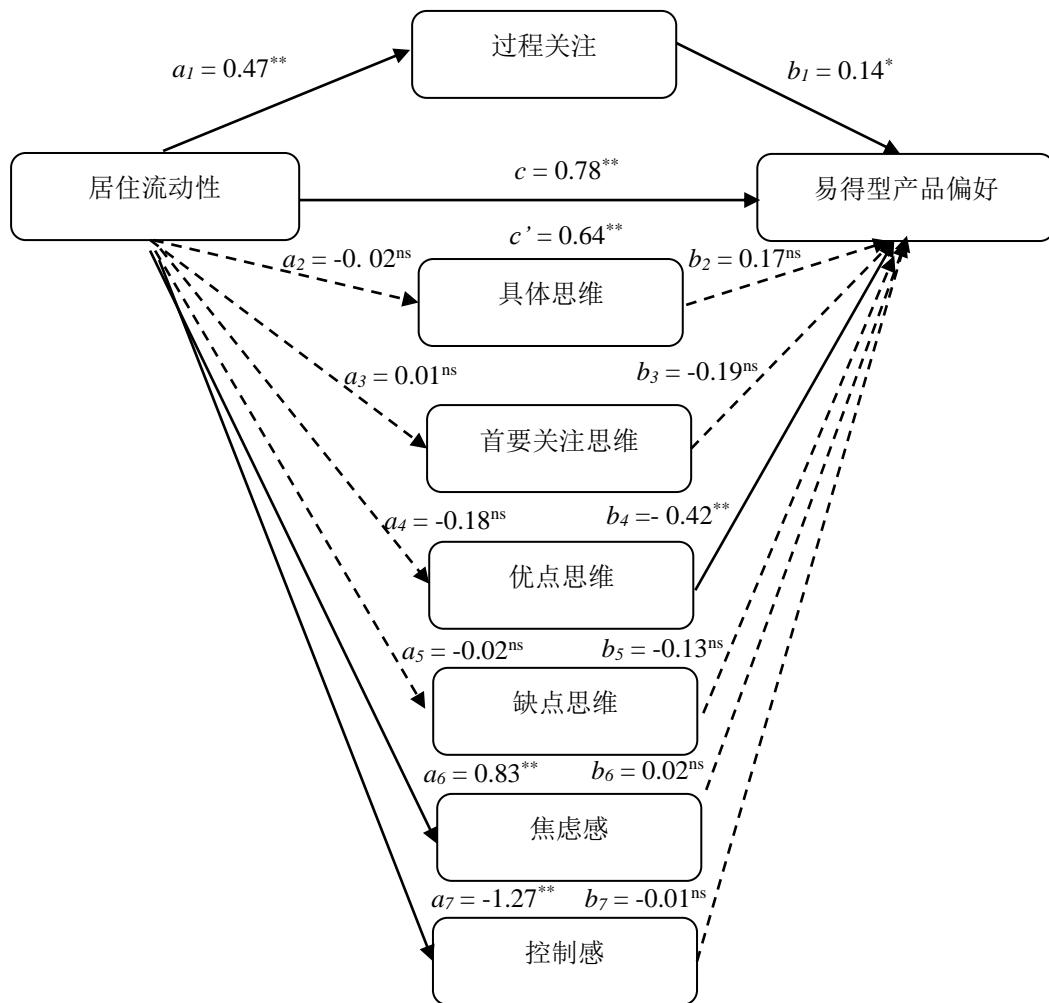 过程关注
a1 = 0.47**
b1 = 0.14*
居住流动性
c = 0.78**
易得型产品偏好
c’ = 0.64**
a2 = -0. 02ns
b2 = 0.17ns
具体思维
a3 = 0.01ns
b3 = -0.19ns
首要关注思维
a4 = -0.18ns
b4 =- 0.42**
优点思维
a5 = -0.02ns
b5 = -0.13ns
缺点思维
a6 = 0.83**
b6 = 0.02ns
焦虑感
a7 = -1.27**
b7 = -0.01ns
控制感